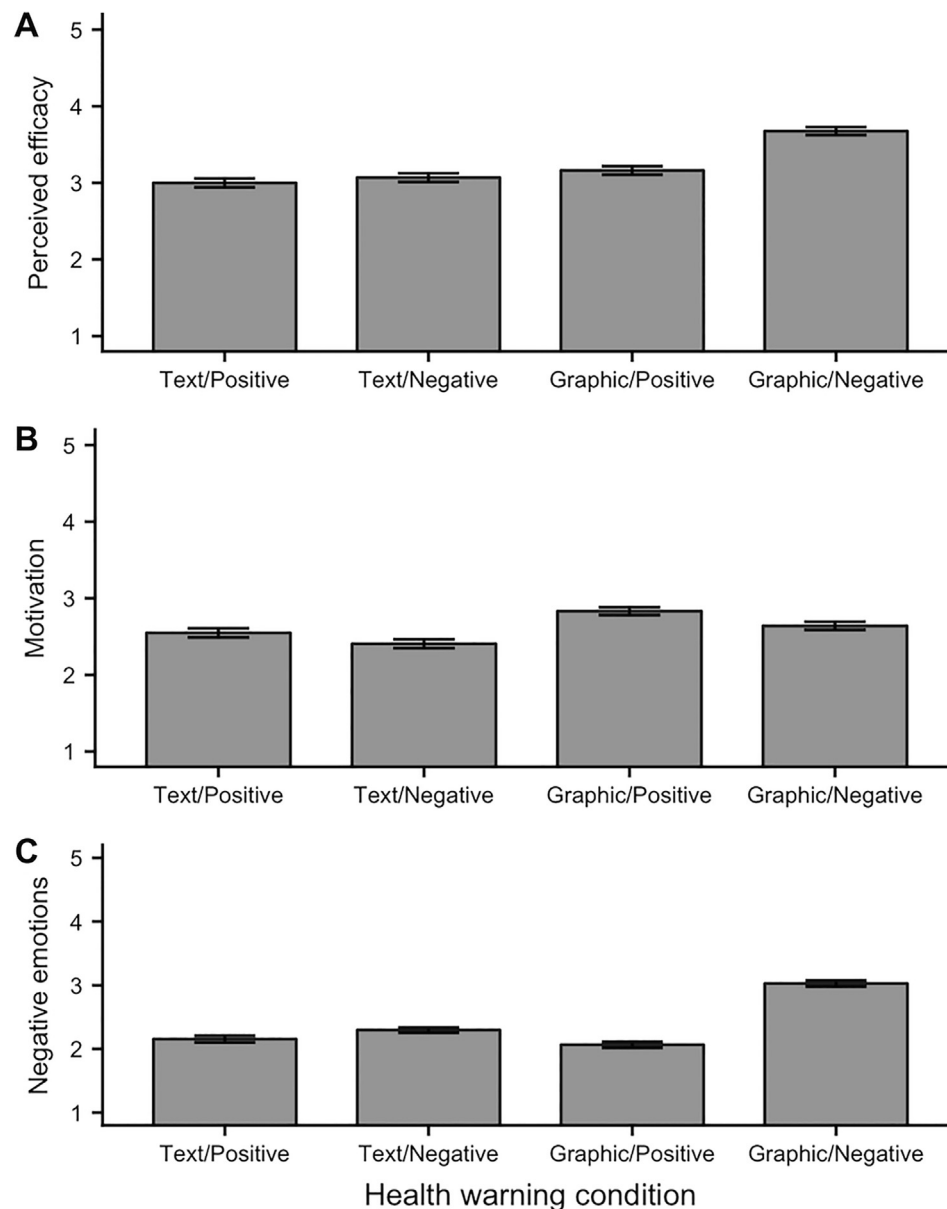 A
Perceived efficacy
5
4
3
2
1
Text/Positive Text/Negative Graphic/Positive Graphic/Negative
B
Motivation
5
4
3
2
1
Text/Positive Text/Negative Graphic/Positive Graphic/Negative
C
Negative emotions
5
4
3
2
1
Text/Positive Text/Negative Graphic/Positive Graphic/Negative
Health warning condition